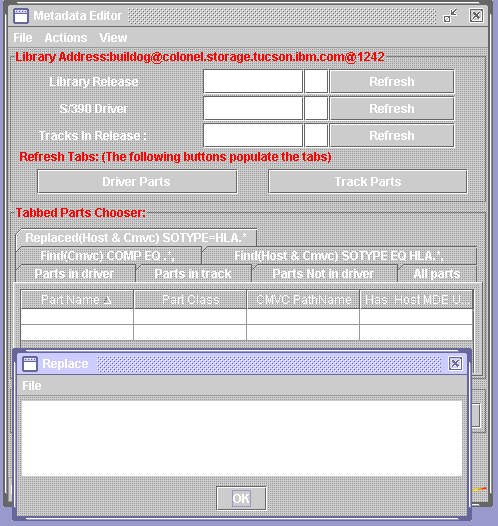 Metadata Editor
File Actions View
Library Address:buildog@colonel.storage.tucson.ibm.com@1242
Library Release Refresh
S/390 Driver Refresh
Tracks In Release : Refresh
Refresh Tabs: (The following buttons populate the tabs)
Driver Parts Track Parts
Tabbed Parts Chooser:
Replaced(Host & Cmvc) SOTYPE=HLA.*
Find(Cmvc) COMP EQ .*, Find(Host & Cmvc) SOTYPE EQ HLA.*,
Parts in driver Parts in track Parts Not in driver All parts
Part Name Part Class CMVC PathName Has_Host MDE U...
Replace
File
OK